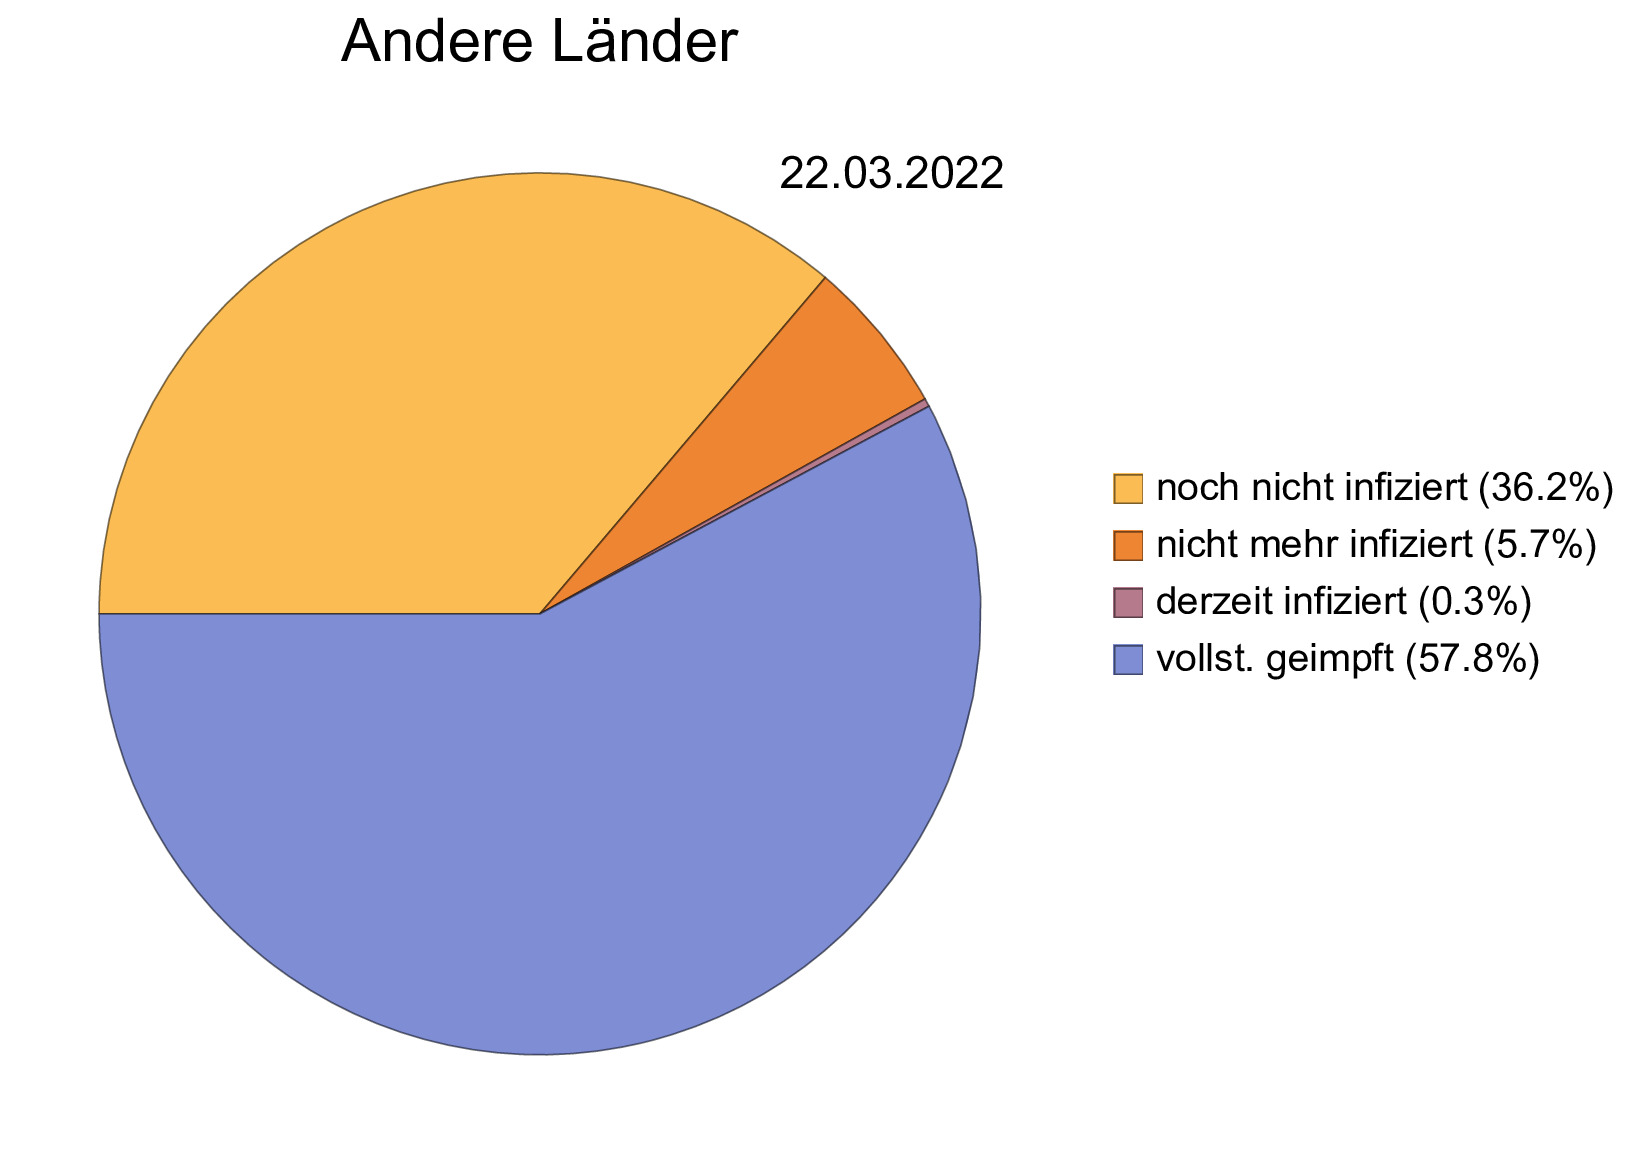 Andere Länder
22.03.2022
noch nicht infiziert (36.2%)
nicht mehr infiziert (5.7%)
derzeit infiziert (0.3%)
vollst. geimpft (57.8%)